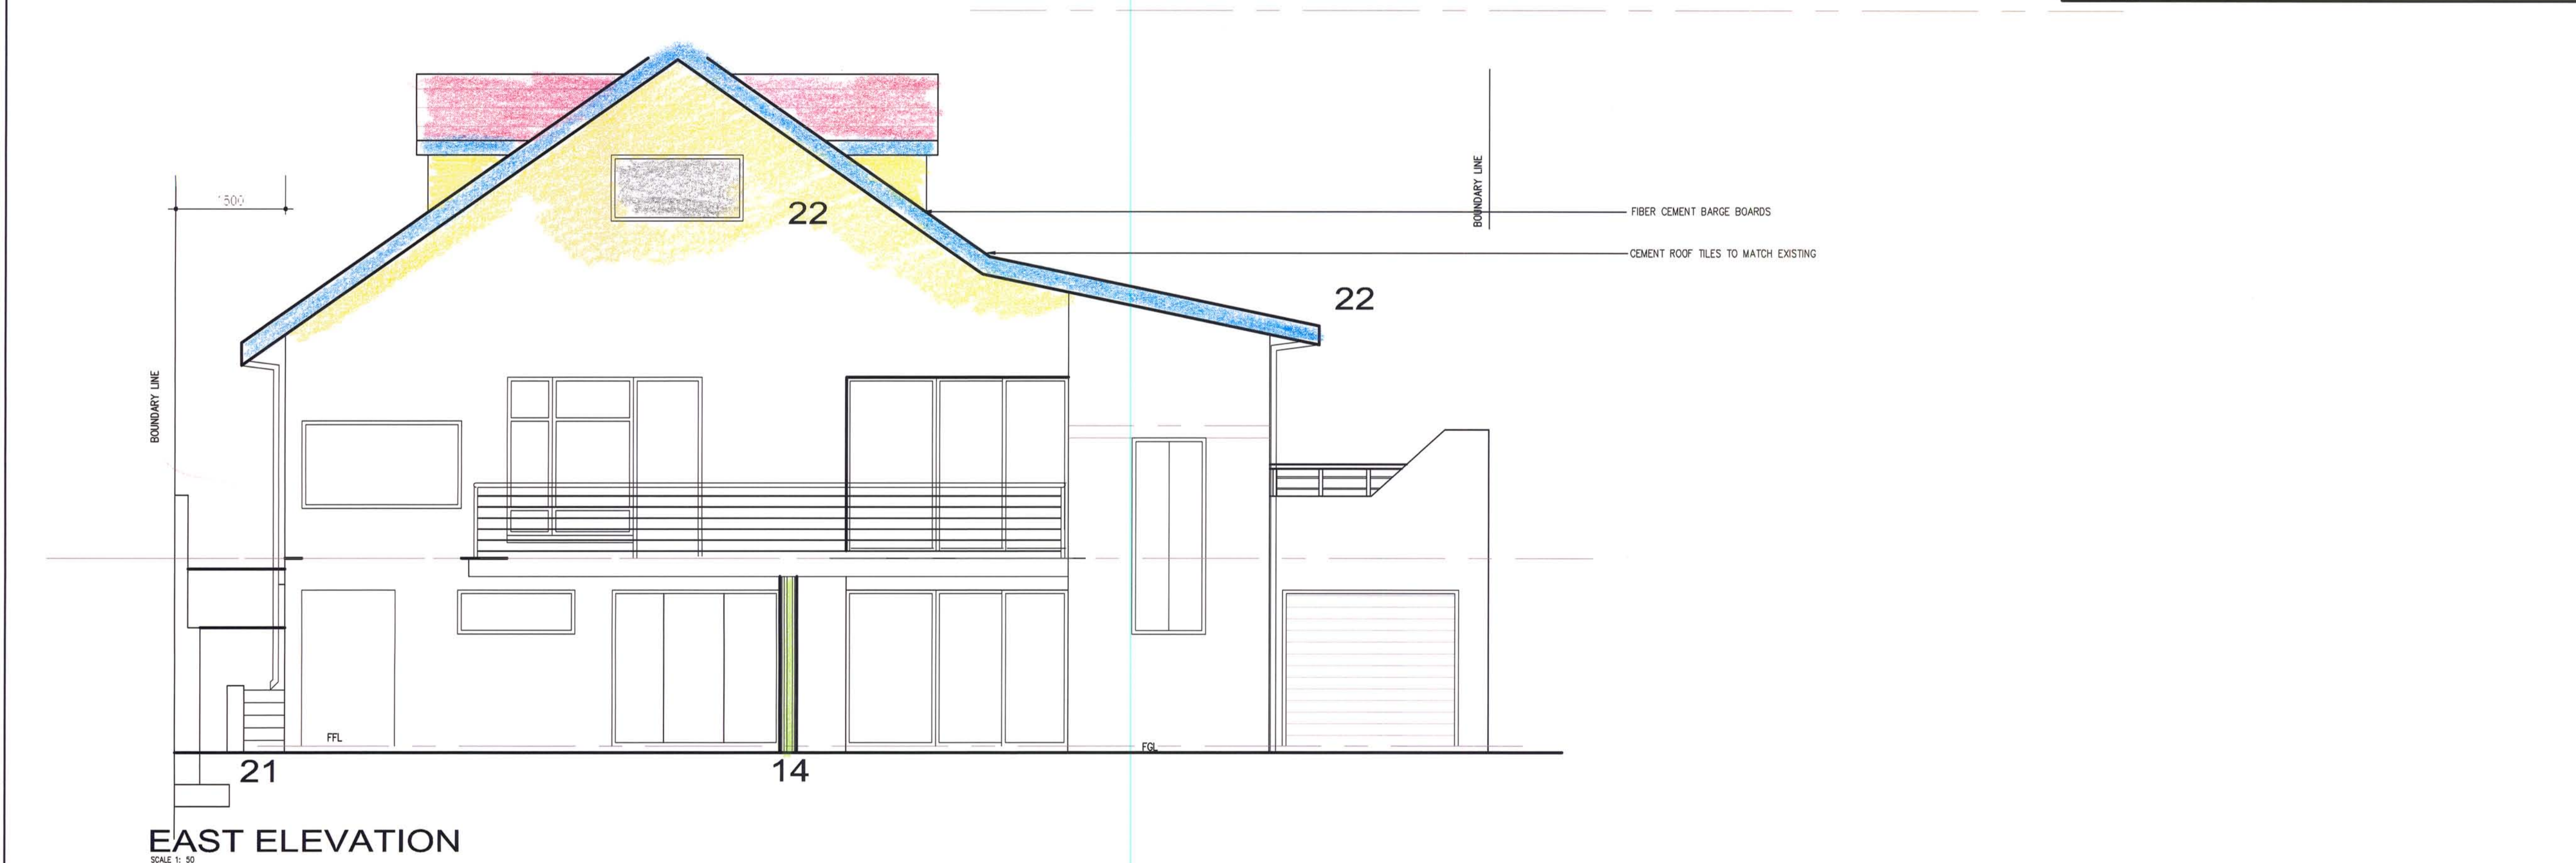 BOUNDARY LINE
1500
22
FIBER CEMENT BARGE BOARDS
CEMENT ROOF TILES TO MATCH EXISTING
22
BOUNDARY LINE
FFL
FGL
21
14
EAST ELEVATION
SCALE 1: 50